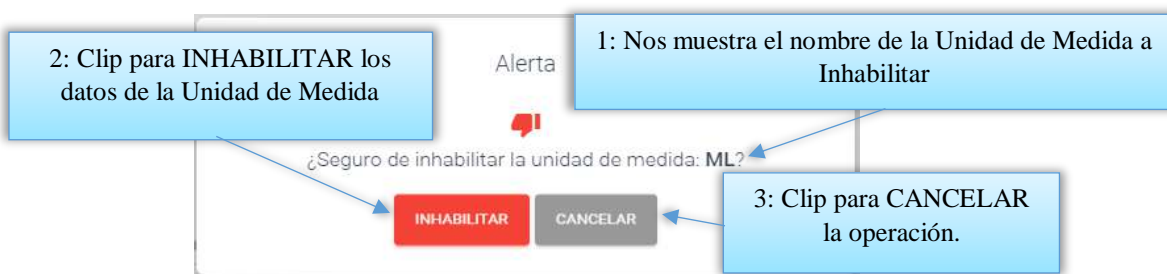 2: Clip para INHABILITAR los
datos de la Unidad de Medida
1: Nos muestra el nombre de la Unidad de Medida a
Inhabilitar
Alerta
¿Seguro de inhabilitar la unidad de medida: ML?
INHABILITAR
CANCELAR
3: Clip para CANCELAR
la operación.